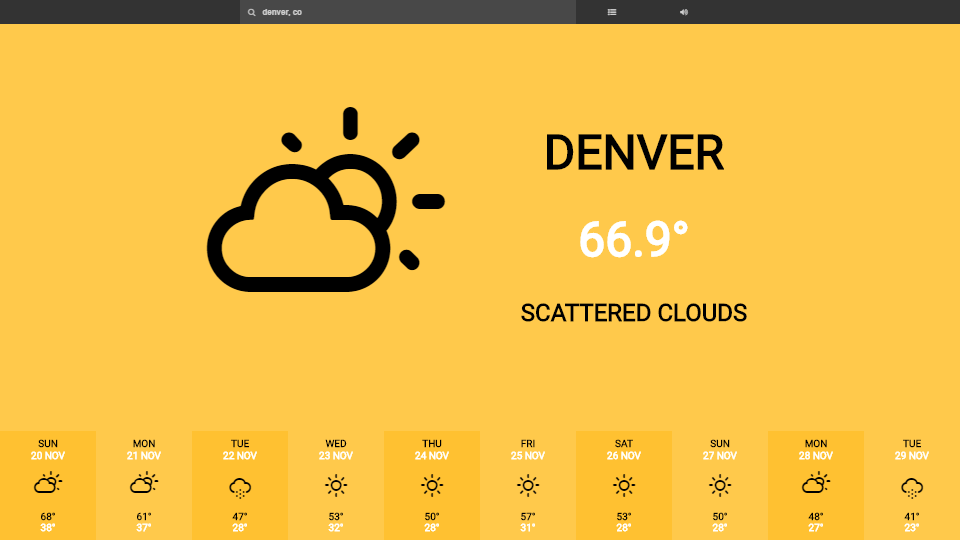 denver, co
DENVER
66.9°
SCATTERED CLOUDS
SUN
20 NOV
68°
38°
MON
21 NOV
61°
37°
TUE
22 NOV
47°
28°
WED
23 NOV
53°
32°
THU
24 NOV
50°
28°
FRI
25 NOV
57°
31°
SAT
26 NOV
53°
28°
SUN
27 NOV
50°
28°
MON
28 NOV
48°
27°
TUE
29 NOV
41°
23°